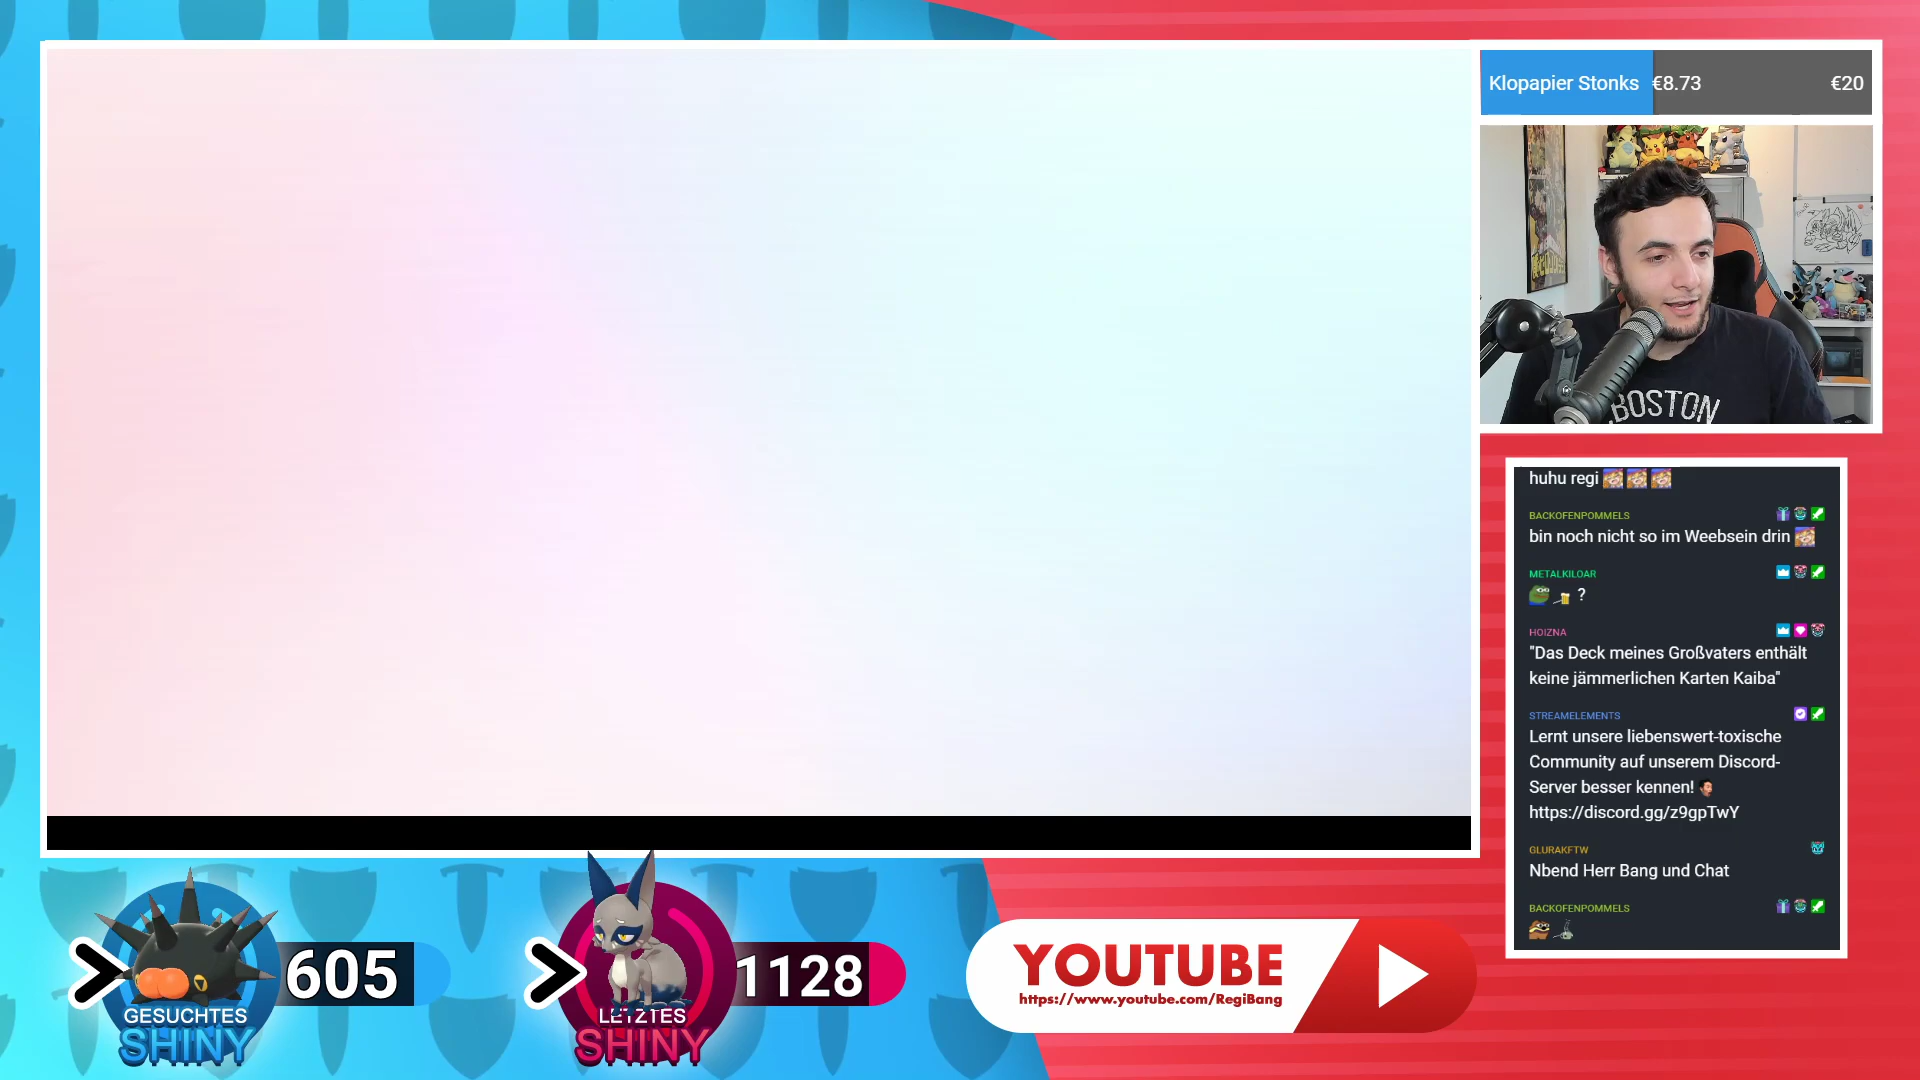 Klopapier Stonks €8.73 €20
BOSTON
huhu regi
BACKOFENPOMMELS
bin noch nicht so im Weebsein drin
METALKILOAR
?
HOIZNA
"Das Deck meines Großvaters enthält
keine jämmerlichen Karten Kaiba"
STREAMELEMENTS
Lernt unsere liebenswert-toxische
Community auf unserem Discord-
Server besser kennen!
https://discord.gg/z9gpTwY
GLURAKFTW
Nbend Herr Bang und Chat
BACKOFENPOMMELS
605
GESUCHTES
SHINY
1128
LETZTES
SHINY
YOUTUBE
https://www.youtube.com/RegiBang